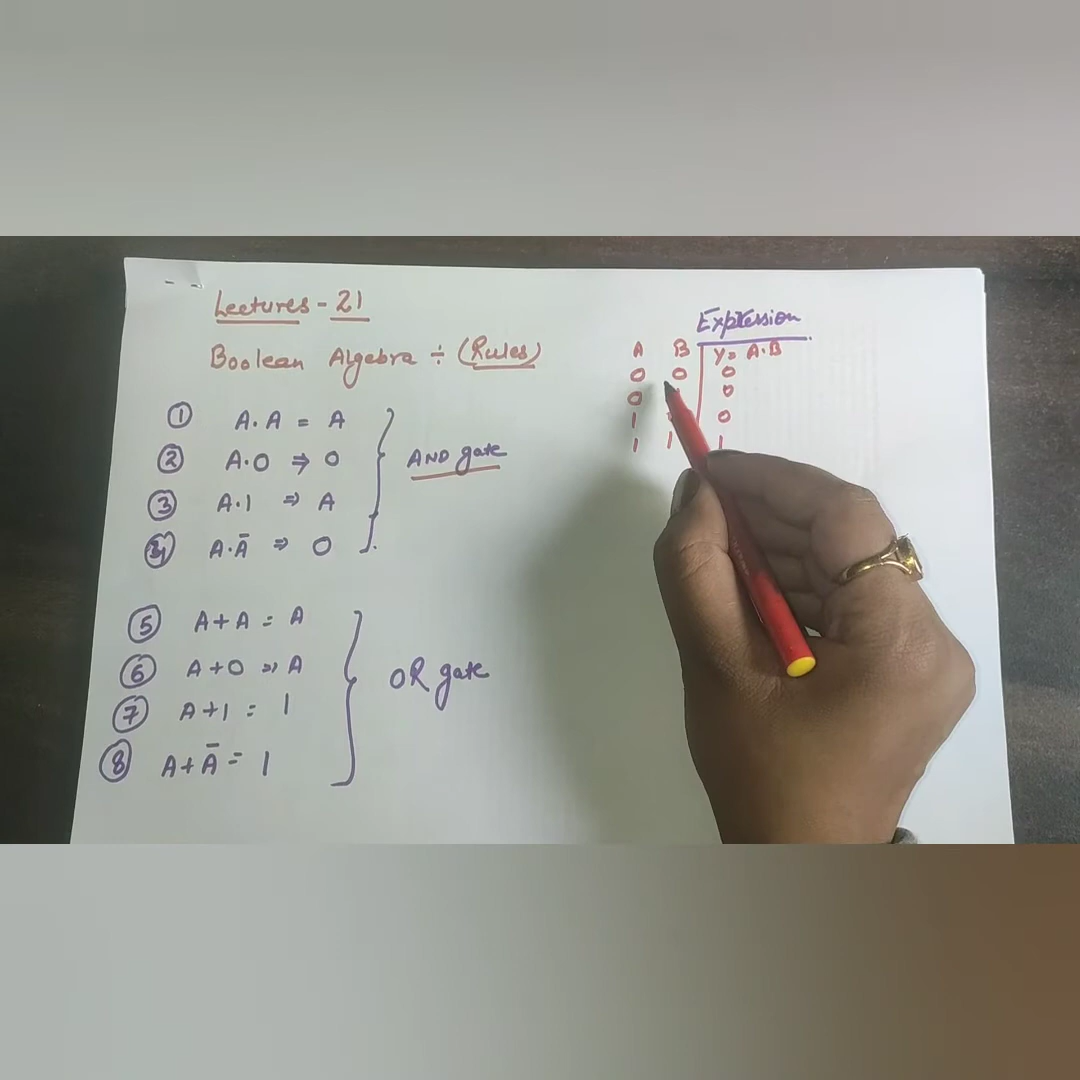 Lectures - 21
Boolean Algebra ÷ (Rules)
① A.A = A
② A.0 ⇒ 0
③ A.1 ⇒ A
④ A.Ā ⇒ 0
AND gate
⑤ A+A = A
⑥ A+0 ⇒ A
⑦ A+1 = 1
⑧ A+Ā = 1
OR gate
Expression
A B Y = A.B
0 0 0
0 0
1 0
1 1 1